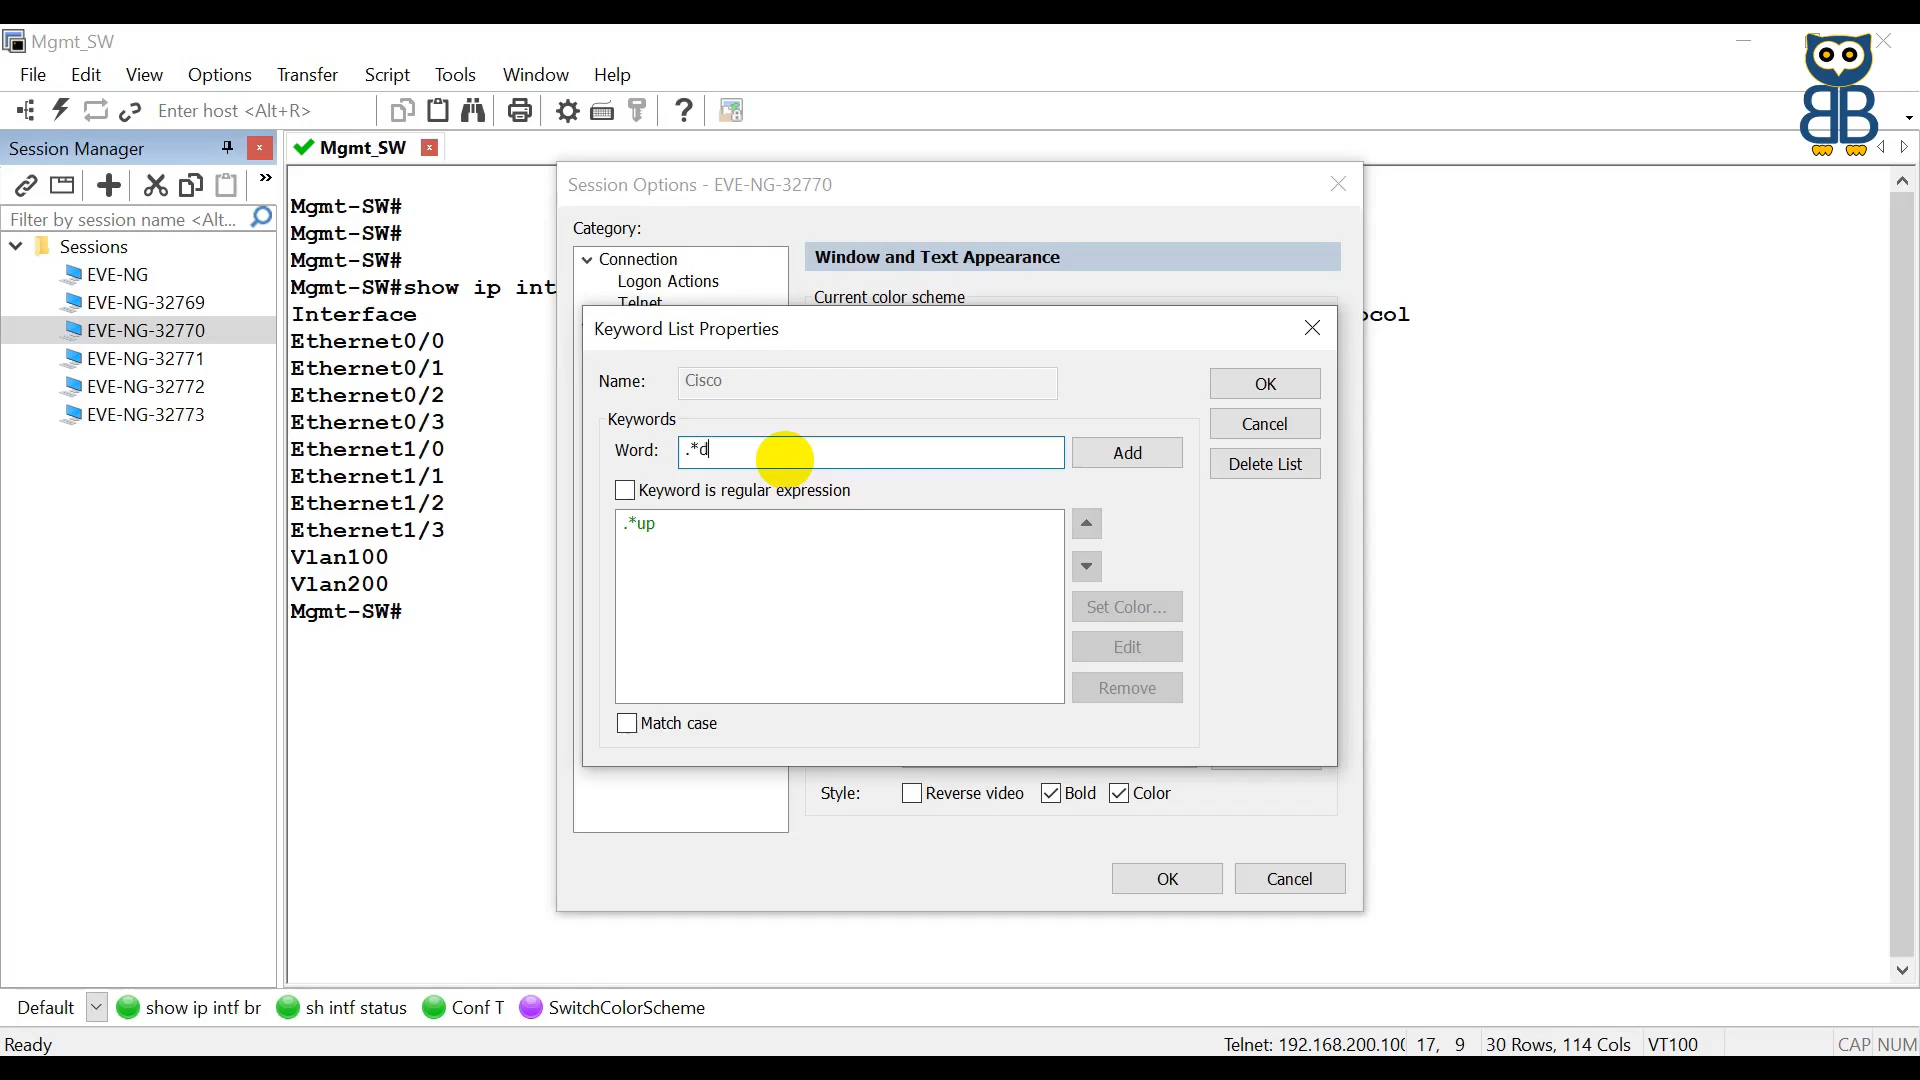 Mgmt_SW
File Edit View Options Transfer Script Tools Window Help
Enter host <Alt+R>
BB
Session Manager
Mgmt_SW
Filter by session name <Alt...
Sessions
EVE-NG
EVE-NG-32769
EVE-NG-32770
EVE-NG-32771
EVE-NG-32772
EVE-NG-32773
Mgmt-SW#
Mgmt-SW#
Mgmt-SW#
Mgmt-SW#show ip int
Interface ocol
Ethernet0/0
Ethernet0/1
Ethernet0/2
Ethernet0/3
Ethernet1/0
Ethernet1/1
Ethernet1/2
Ethernet1/3
Vlan100
Vlan200
Mgmt-SW#
Session Options - EVE-NG-32770
Category:
Connection
Logon Actions
Telnet
Window and Text Appearance
Current color scheme
Keyword List Properties
Name: Cisco
OK
Keywords
Cancel
Word: .*d
Add
Delete List
Keyword is regular expression
.*up
Set Color...
Edit
Remove
Match case
Style: Reverse video Bold Color
OK Cancel
Default show ip intf br sh intf status Conf T SwitchColorScheme
Ready Telnet: 192.168.200.100 17, 9 30 Rows, 114 Cols VT100 CAP NUM